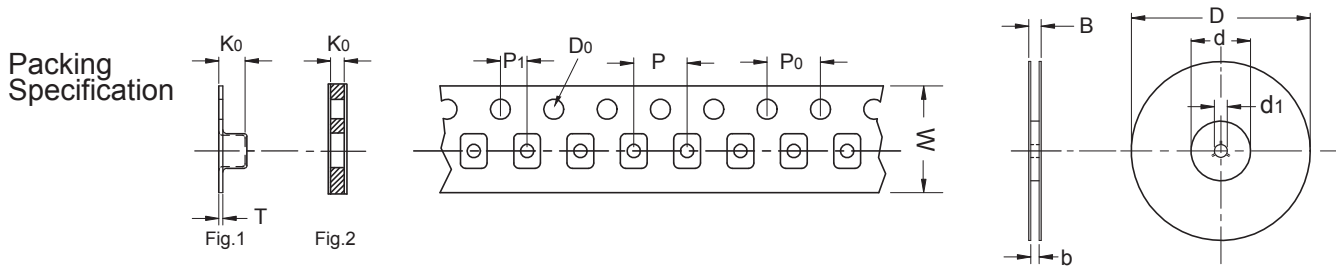 Packing
Specification
K0
T
Fig.1
K0
Fig.2
P1
D0
P
P0
W
B
b
D
d
d1